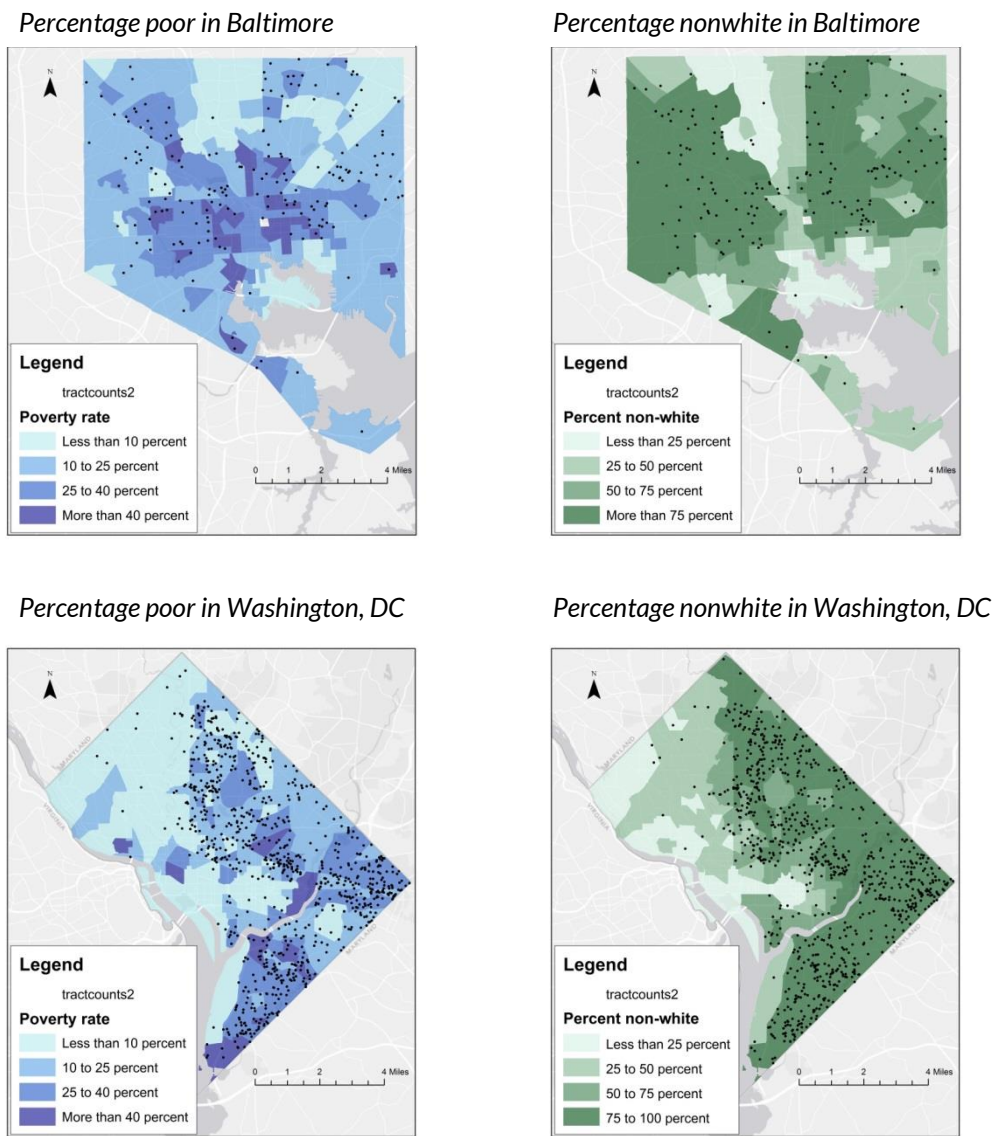 Percentage poor in Baltimore
Percentage nonwhite in Baltimore
N
Legend
tractcounts2
Poverty rate
Less than 10 percent
10 to 25 percent
25 to 40 percent
More than 40 percent
0 1 2 4 Miles
N
Legend
tractcounts2
Percent non-white
Less than 25 percent
25 to 50 percent
50 to 75 percent
More than 75 percent
0 1 2 4 Miles
Percentage poor in Washington, DC
Percentage nonwhite in Washington, DC
N
MARYLAND
VIRGINIA
MARYLAND
Legend
tractcounts2
Poverty rate
Less than 10 percent
10 to 25 percent
25 to 40 percent
More than 40 percent
0 1 2 4 Miles
N
MARYLAND
VIRGINIA
MARYLAND
Legend
tractcounts2
Percent non-white
Less than 25 percent
25 to 50 percent
50 to 75 percent
75 to 100 percent
0 1 2 4 Miles